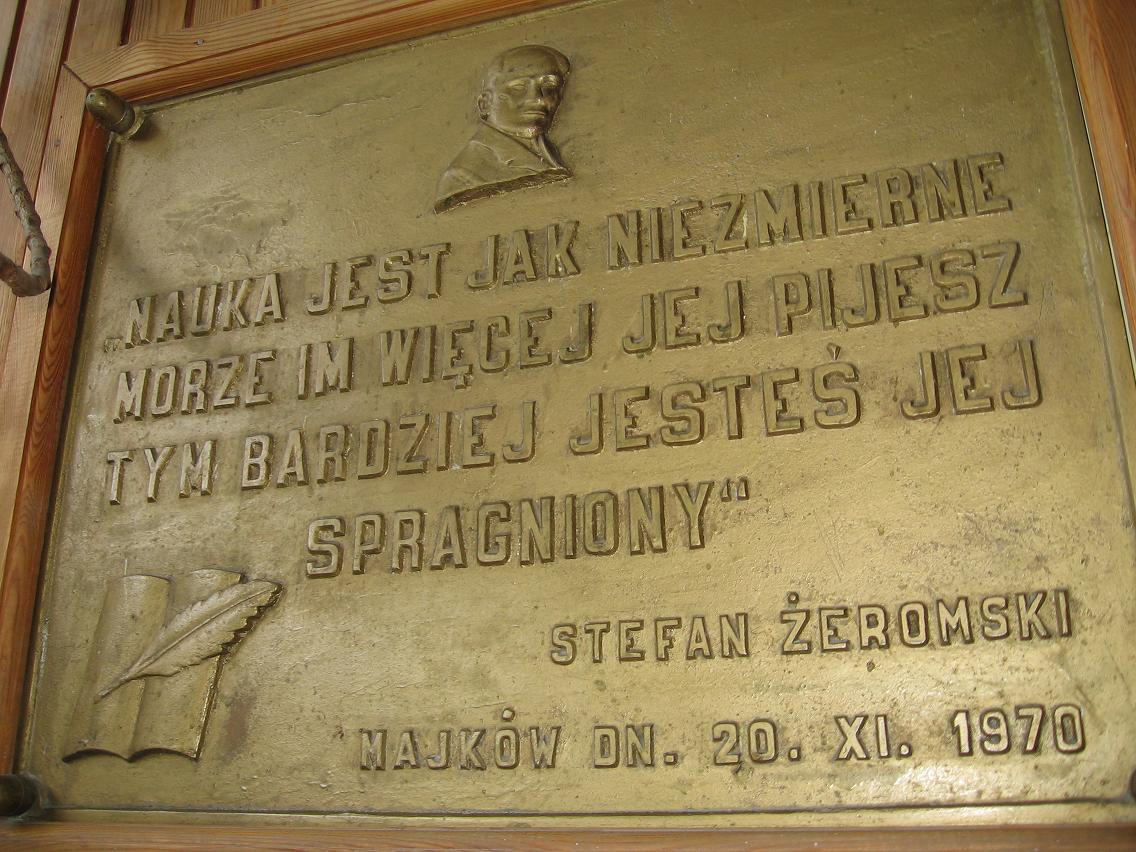 „NAUKA JEST JAK NIEZMIERNE
MORZE IM WIĘCEJ JEJ PIJESZ
TYM BARDZIEJ JESTEŚ JEJ
SPRAGNIONY“
STEFAN ŻEROMSKI
MAJKÓW DN. 20. XI. 1970